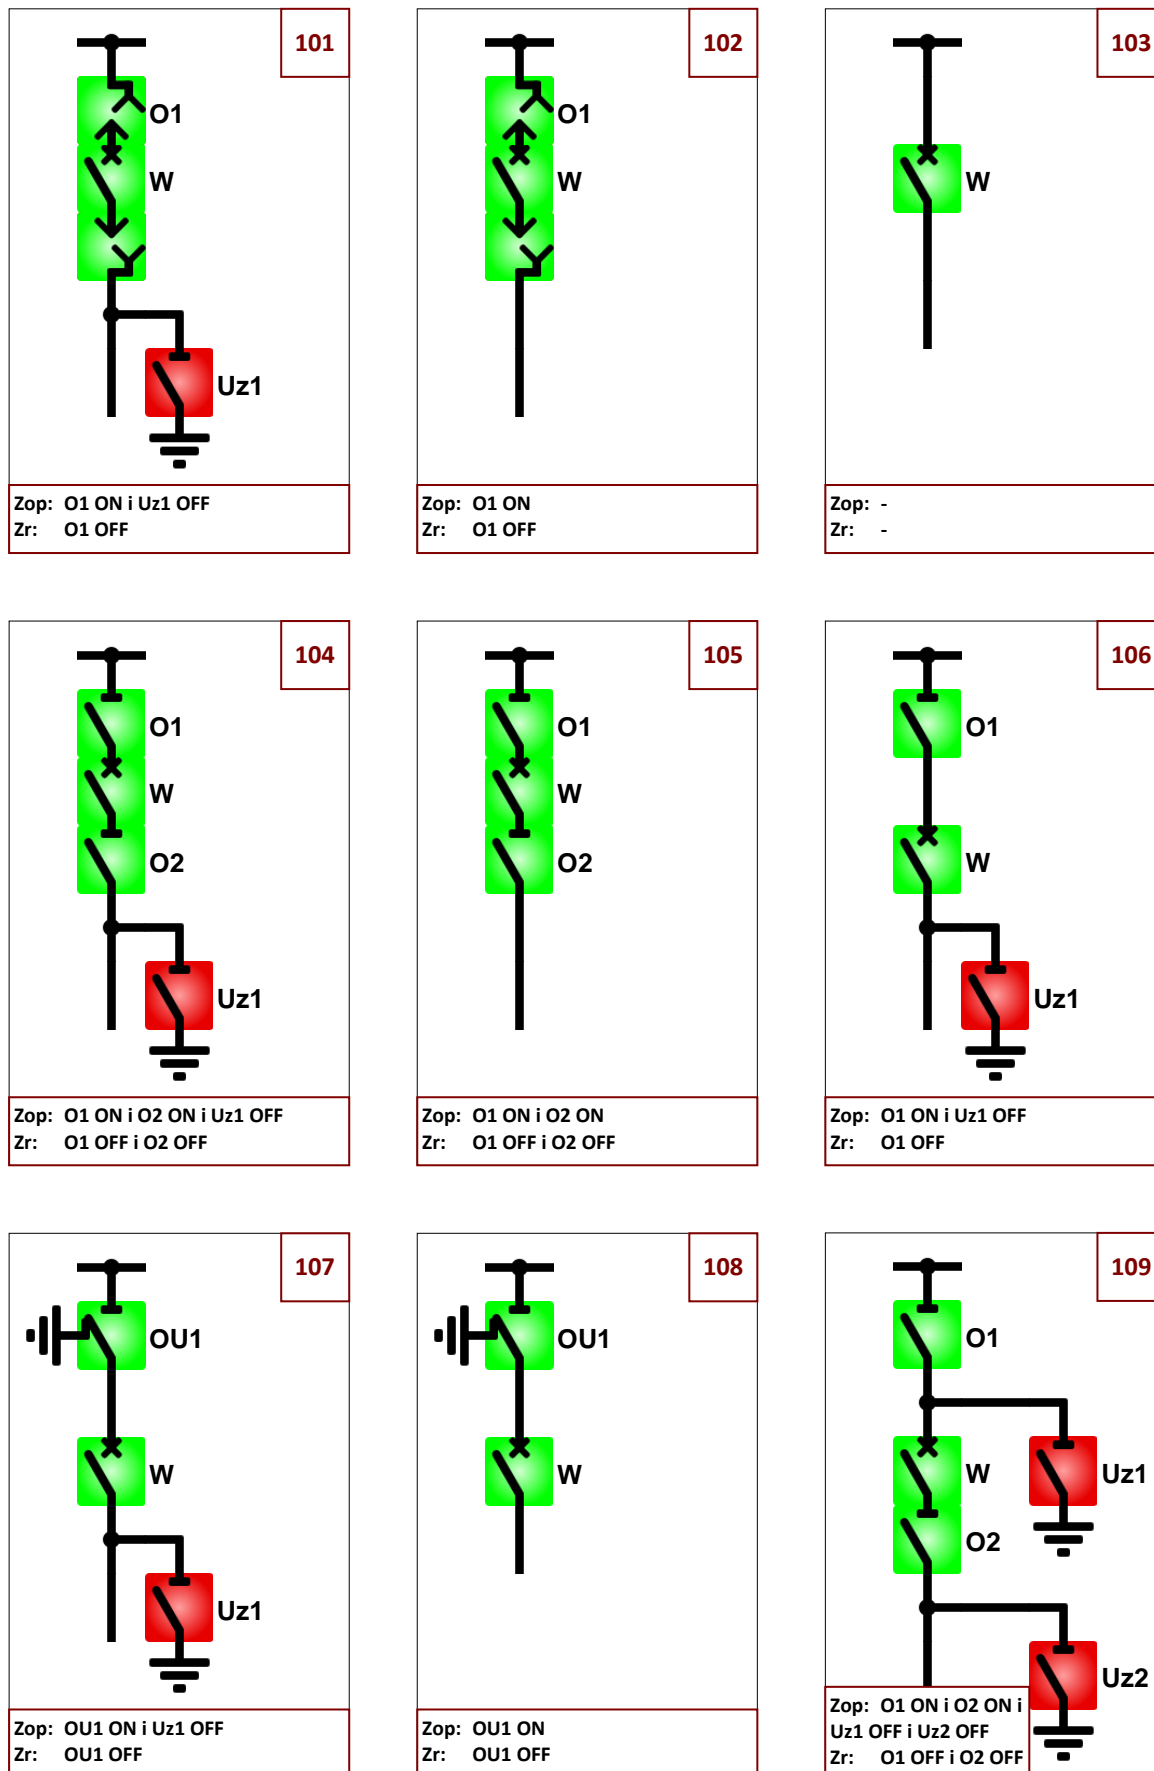 101
O1
W
Uz1
Zop: O1 ON i Uz1 OFF
Zr: O1 OFF
102
O1
W
Zop: O1 ON
Zr: O1 OFF
103
W
Zop: -
Zr: -
104
O1
W
O2
Uz1
Zop: O1 ON i O2 ON i Uz1 OFF
Zr: O1 OFF i O2 OFF
105
O1
W
O2
Zop: O1 ON i O2 ON
Zr: O1 OFF i O2 OFF
106
O1
W
Uz1
Zop: O1 ON i Uz1 OFF
Zr: O1 OFF
107
OU1
W
Uz1
Zop: OU1 ON i Uz1 OFF
Zr: OU1 OFF
108
OU1
W
Zop: OU1 ON
Zr: OU1 OFF
109
O1
W
Uz1
O2
Uz2
Zop: O1 ON i O2 ON i
Uz1 OFF i Uz2 OFF
Zr: O1 OFF i O2 OFF